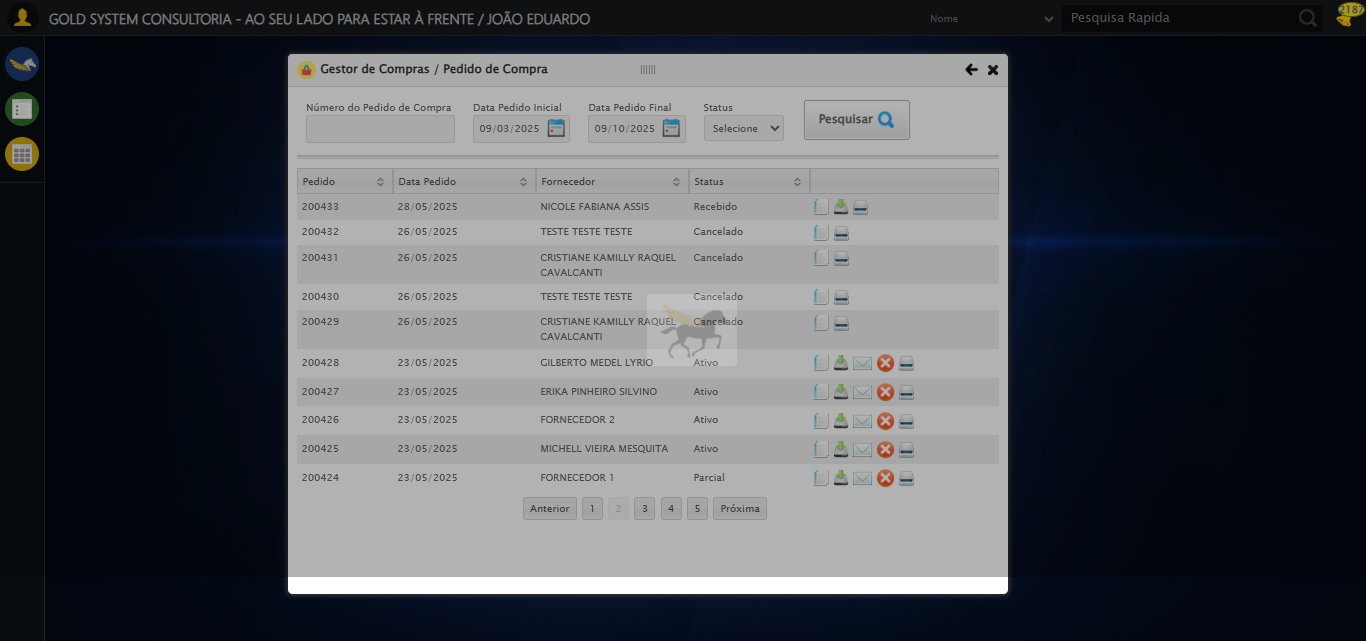 GOLD SYSTEM CONSULTORIA - AO SEU LADO PARA ESTAR À FRENTE / JOÃO EDUARDO
Nome
Pesquisa Rapida
2187
Gestor de Compras / Pedido de Compra
Número do Pedido de Compra Data Pedido Inicial Data Pedido Final Status
09/03/2025 09/10/2025 Selecione Pesquisar
Pedido Data Pedido Fornecedor Status
200433 28/05/2025 NICOLE FABIANA ASSIS Recebido
200432 26/05/2025 TESTE TESTE TESTE Cancelado
200431 26/05/2025 CRISTIANE KAMILLY RAQUEL Cancelado
CAVALCANTI
200430 26/05/2025 TESTE TESTE TESTE Cancelado
200429 26/05/2025 CRISTIANE KAMILLY RAQUEL Cancelado
CAVALCANTI
200428 23/05/2025 GILBERTO MEDEL LYRIO Ativo
200427 23/05/2025 ERIKA PINHEIRO SILVINO Ativo
200426 23/05/2025 FORNECEDOR 2 Ativo
200425 23/05/2025 MICHELL VIEIRA MESQUITA Ativo
200424 23/05/2025 FORNECEDOR 1 Parcial
Anterior 1 2 3 4 5 Próxima